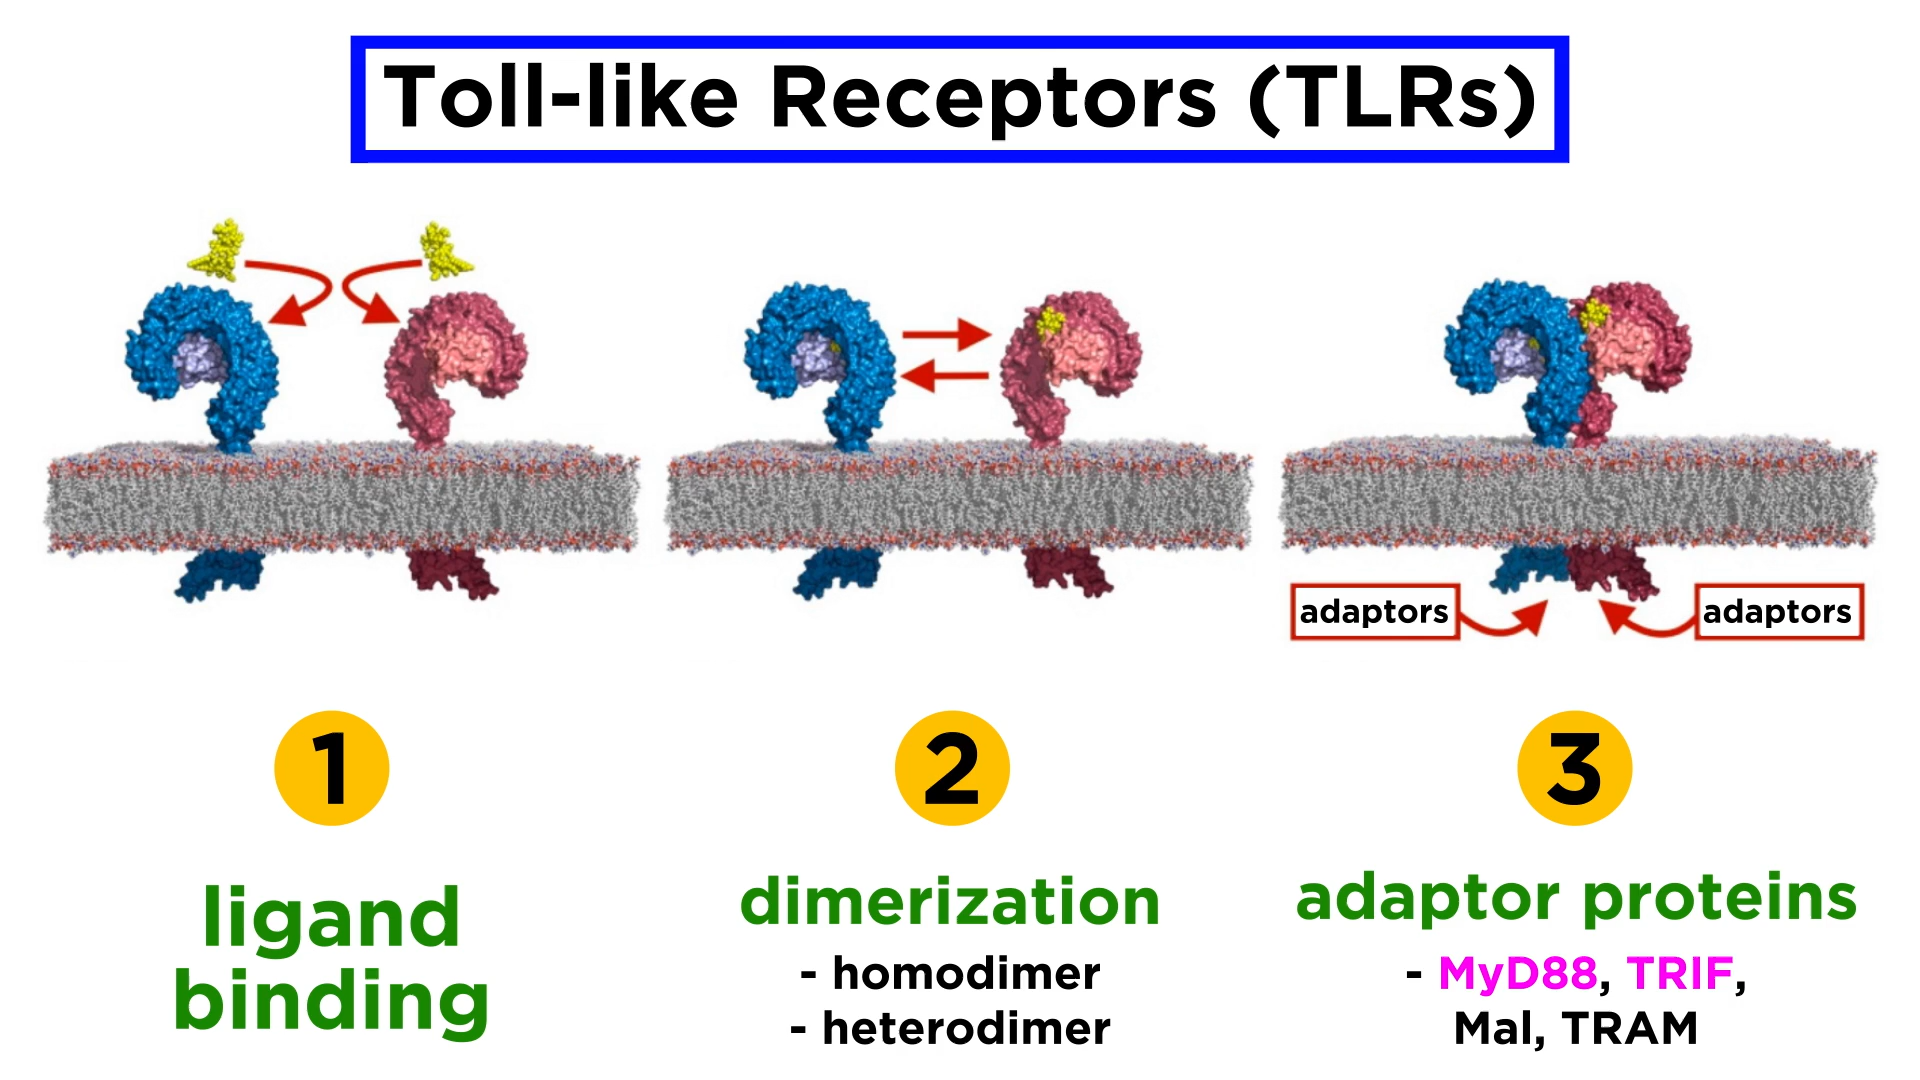 Toll-like Receptors (TLRs)
adaptors
adaptors
1
2
3
ligand
binding
dimerization
- homodimer
- heterodimer
adaptor proteins
- MyD88, TRIF,
Mal, TRAM